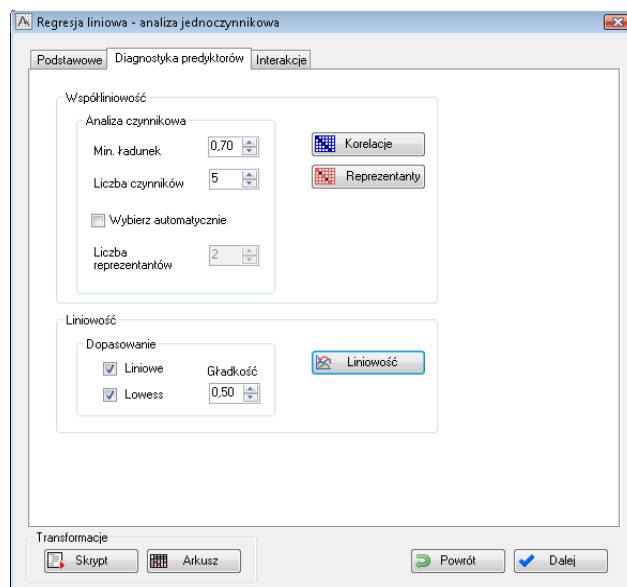 Regresja liniowa - analiza jednoczynnikowa
Podstawowe Diagnostyka predyktorów Interakcje
Współliniowość
Analiza czynnikowa
Min. ładunek 0,70
Liczba czynników 5
Wybierz automatycznie
Liczba
reprezentantów 2
Korelacje
Reprezentanty
Liniowość
Dopasowanie
Liniowe Gładkość
Lowess 0,50
Liniowość
Transformacje
Skrypt Arkusz Powrót Dalej